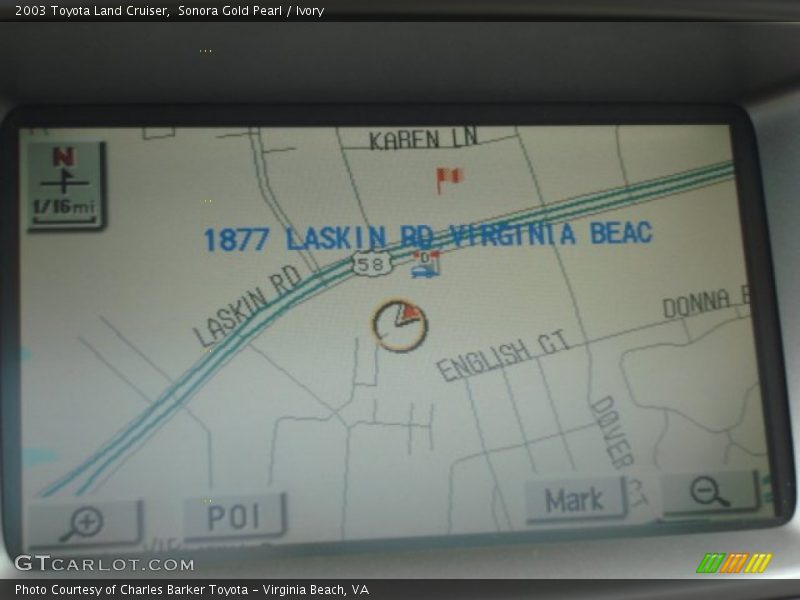 2003 Toyota Land Cruiser,  Sonora Gold Pearl / Ivory
KAREN LN
N
1/16mi
1877 LASKIN RD VIRGINIA BEAC
58
D
LASKIN RD
DONNA B
ENGLISH CT
DOVER CT
POI
Mark
GTCARLOT.COM
Photo Courtesy of Charles Barker Toyota - Virginia Beach, VA